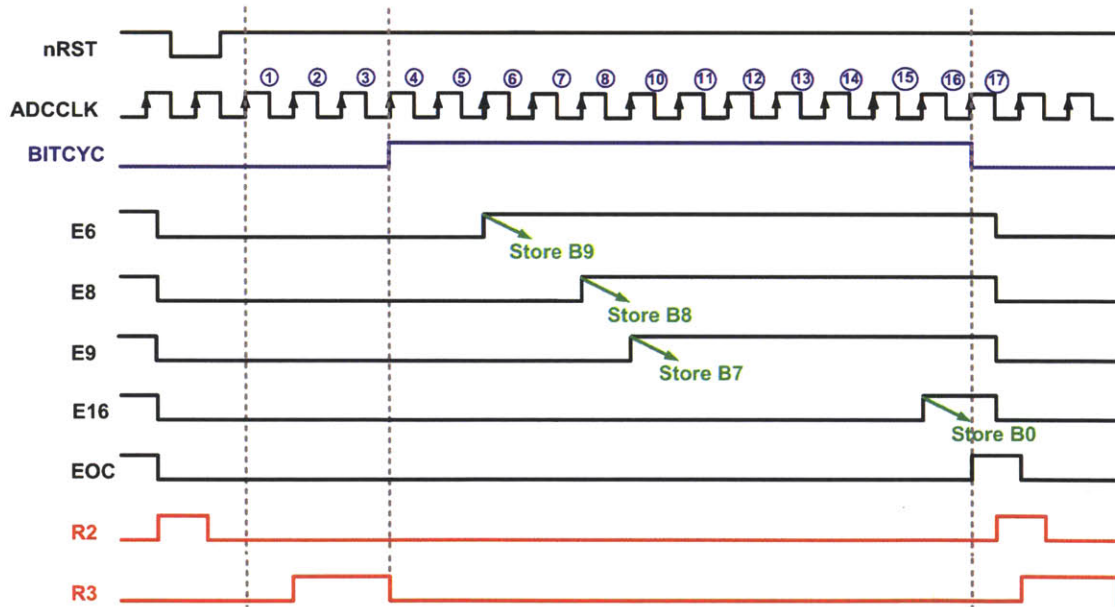 nRST
① ② ③ ④ ⑤ ⑥ ⑦ ⑧ ⑩ ⑪ ⑫ ⑬ ⑭ ⑮ ⑯ ⑰
ADCCLK
BITCYC
E6
Store B9
E8
Store B8
E9
Store B7
E16
Store B0
EOC
R2
R3